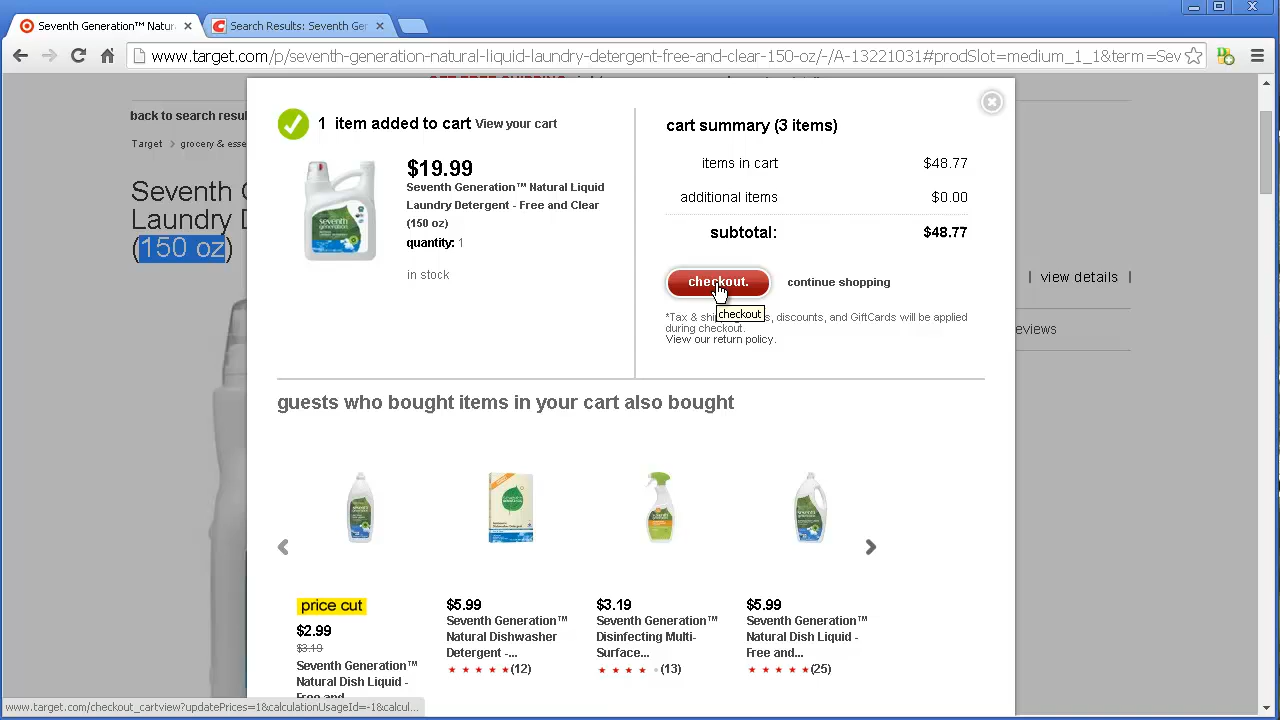 Seventh Generation™ Natur
Search Results: Seventh Ger
www.target.com/p/seventh-generation-natural-liquid-laundry-detergent-free-and-clear-150-oz/-/A-13221031#prodSlot=medium_1_1&term=Sev
back to search resul
Target > grocery & esse
Seventh G
Laundry D
(150 oz)
view details
eviews
1 item added to cart View your cart
$19.99
Seventh Generation™ Natural Liquid
Laundry Detergent - Free and Clear
(150 oz)
quantity: 1
in stock
cart summary (3 items)
items in cart $48.77
additional items $0.00
subtotal: $48.77
checkout. continue shopping
checkout
*Tax & shi s, discounts, and GiftCards will be applied
during checkout.
View our return policy.
guests who bought items in your cart also bought
seventh
generation
price cut
$2.99
$3.19
Seventh Generation™
Natural Dish Liquid -
Free and
$5.99
Seventh Generation™
Natural Dishwasher
Detergent -...
(12)
$3.19
Seventh Generation™
Disinfecting Multi-
Surface...
(13)
$5.99
Seventh Generation™
Natural Dish Liquid -
Free and...
(25)
www.target.com/checkout_cartview?updatePrices=1&calculationUsageId=-1&calcul...